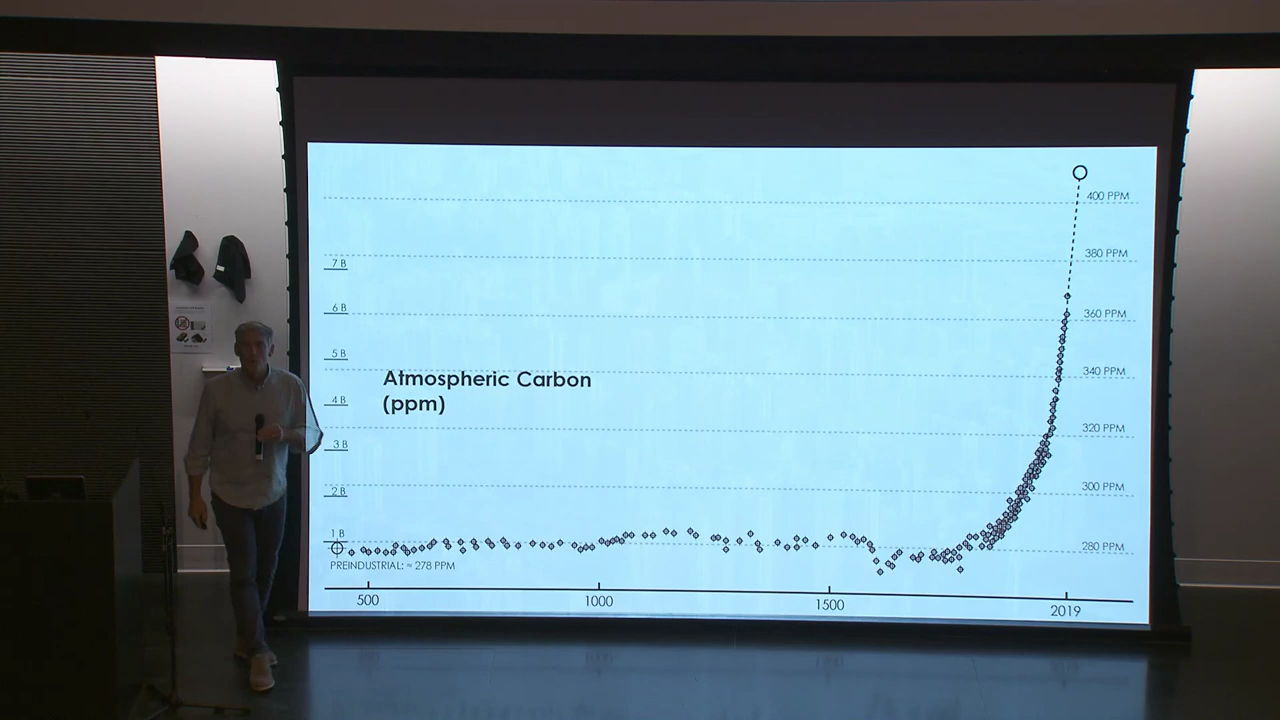 400 PPM
380 PPM
7 B
6 B
360 PPM
5 B
340 PPM
Atmospheric Carbon
(ppm)
4 B
320 PPM
3 B
300 PPM
2 B
1 B
280 PPM
PREINDUSTRIAL: ≈ 278 PPM
500
1000
1500
2019